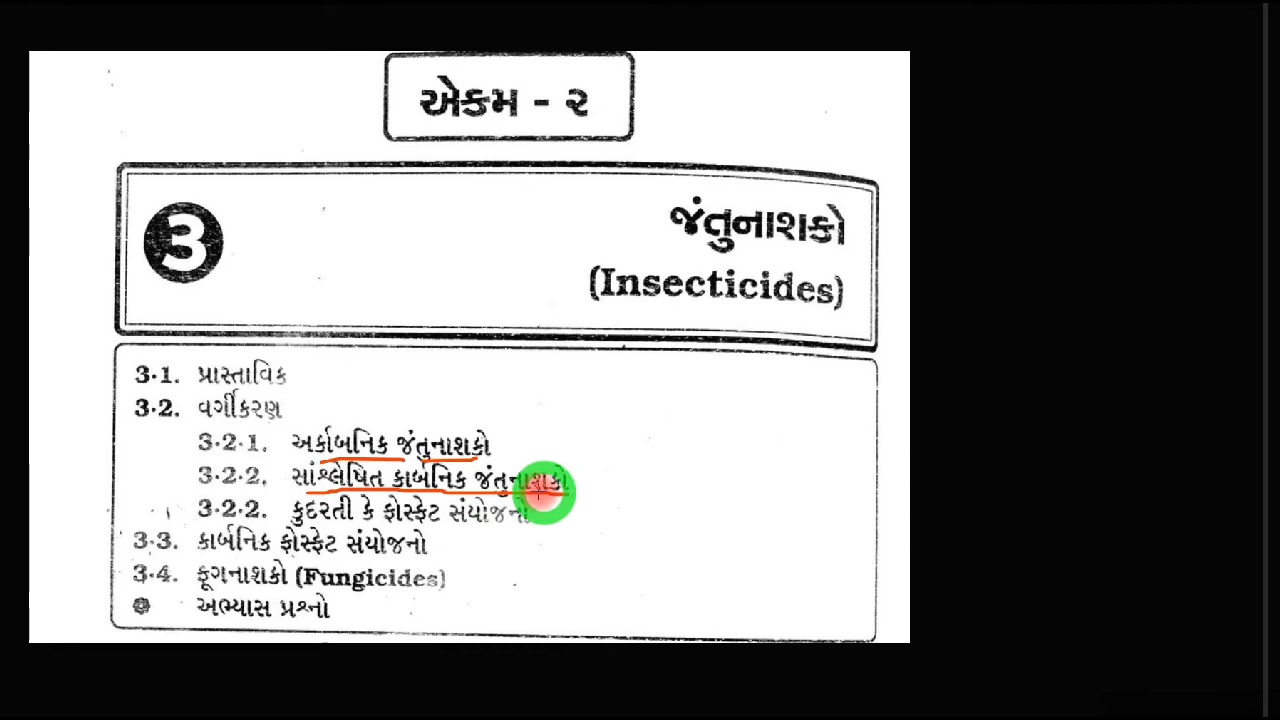 એકમ - ૨
3
જંતુનાશકો
(Insecticides)
3·1. પ્રાસ્તાવિક
3·2. વર્ગીકરણ
3·2·1. અકાર્બનિક જંતુનાશકો
3·2·2. સાંશ્લેષિત કાર્બનિક જંતુનાશકો
3·2·2. કુદરતી કે ફોસ્ફેટ સંયોજનો
3·3. કાર્બનિક ફોસ્ફેટ સંયોજનો
3·4. ફૂગનાશકો (Fungicides)
અભ્યાસ પ્રશ્નો